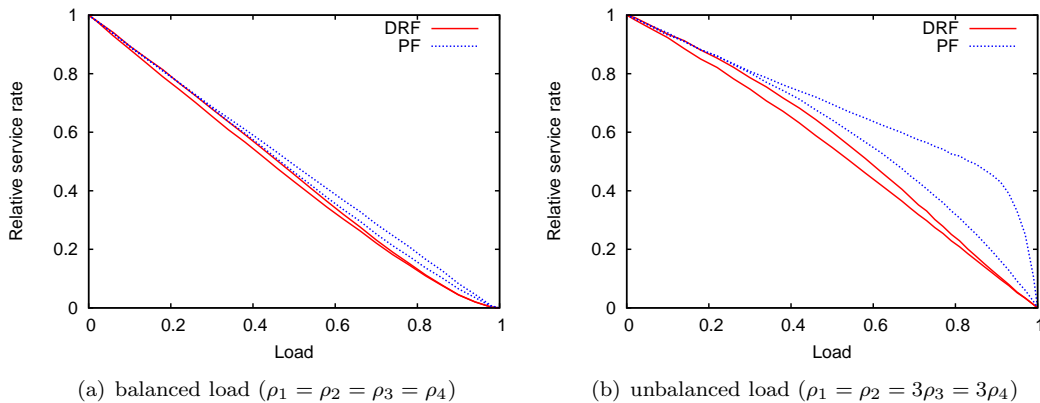 1
0.8
0.6
0.4
0.2
0
0 0.2 0.4 0.6 0.8 1
Relative service rate
Load
DRF
PF
(a) balanced load (ρ1 = ρ2 = ρ3 = ρ4)
1
0.8
0.6
0.4
0.2
0
0 0.2 0.4 0.6 0.8 1
Relative service rate
Load
DRF
PF
(b) unbalanced load (ρ1 = ρ2 = 3ρ3 = 3ρ4)